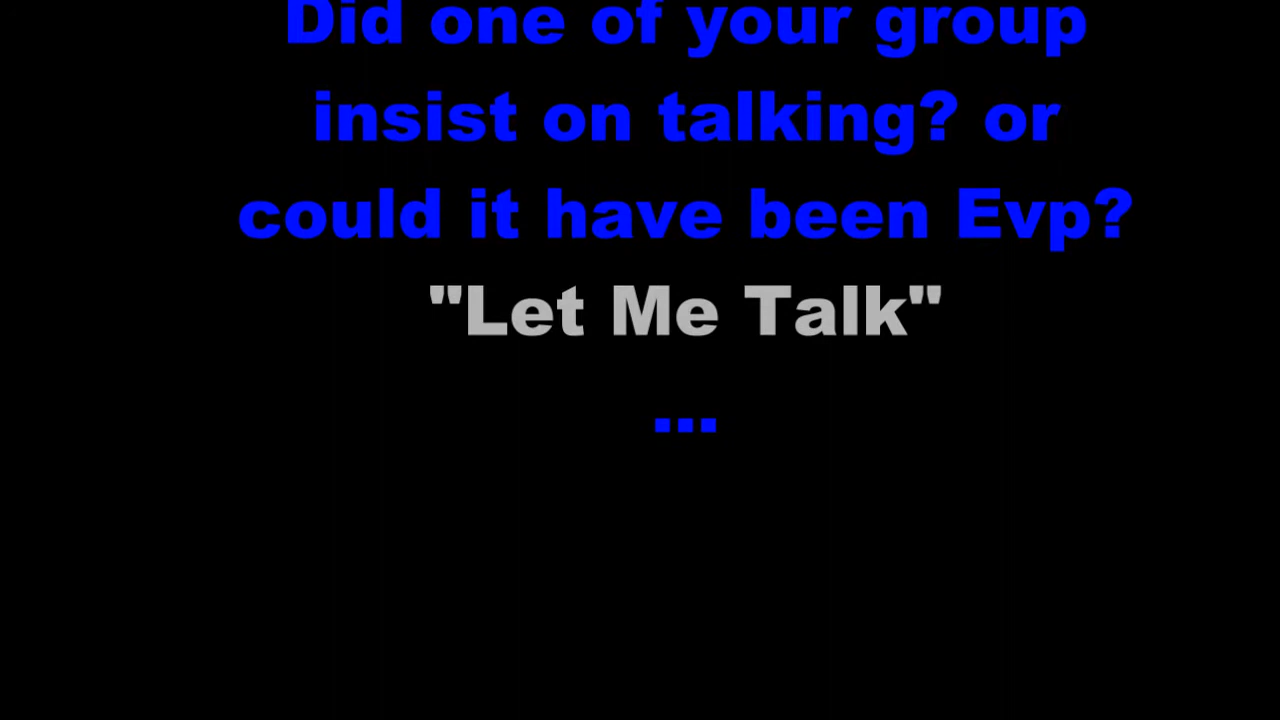 Did one of your group
insist on talking? or
could it have been Evp?
"Let Me Talk"
...